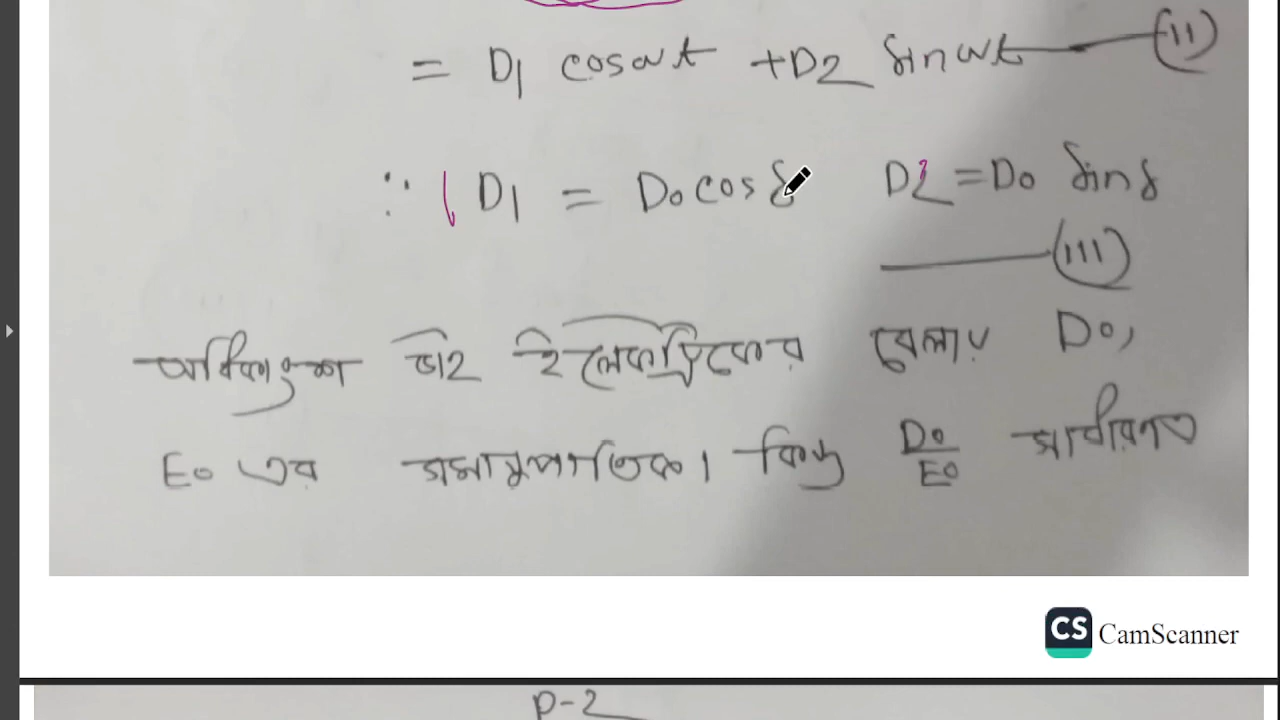 = D1 cosωt + D2 sinωt —— (ii)
∵ D1 = D0 cosδ D2 = D0 sinδ
—— (iii)
অধিকাংশ ডাই ইলেকট্রিকের বেলায় D0,
E0 এর সমানুপাতিক। কিন্তু D0/E0 সাধারণত
CS CamScanner
P-2